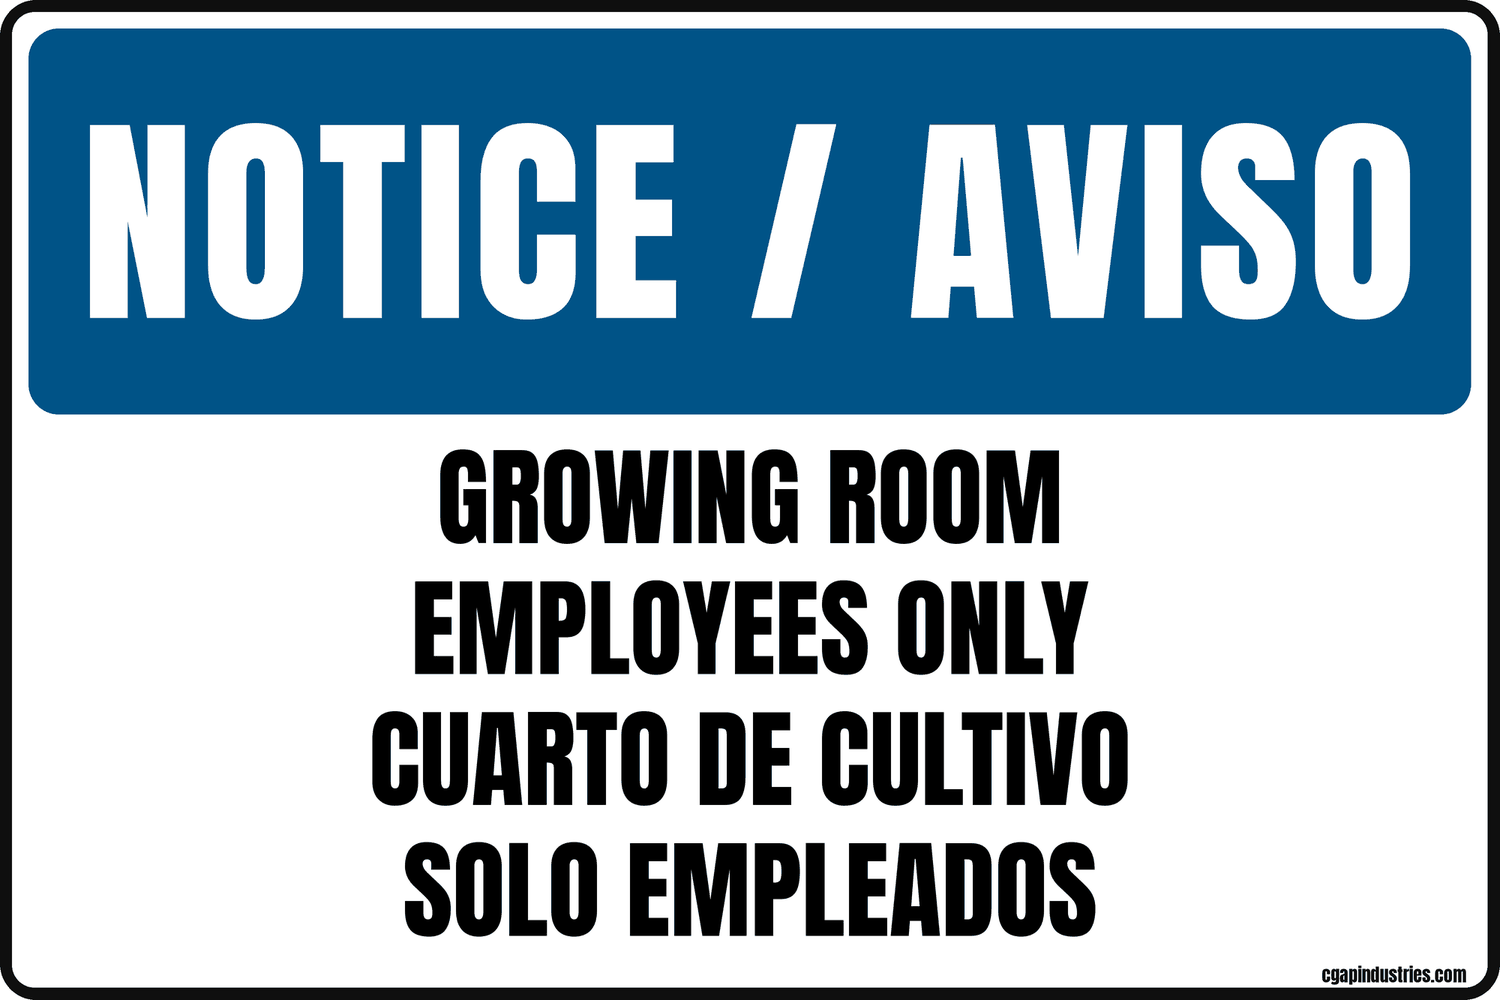 NOTICE / AVISO
GROWING ROOM
EMPLOYEES ONLY
CUARTO DE CULTIVO
SOLO EMPLEADOS
cgapindustries.com